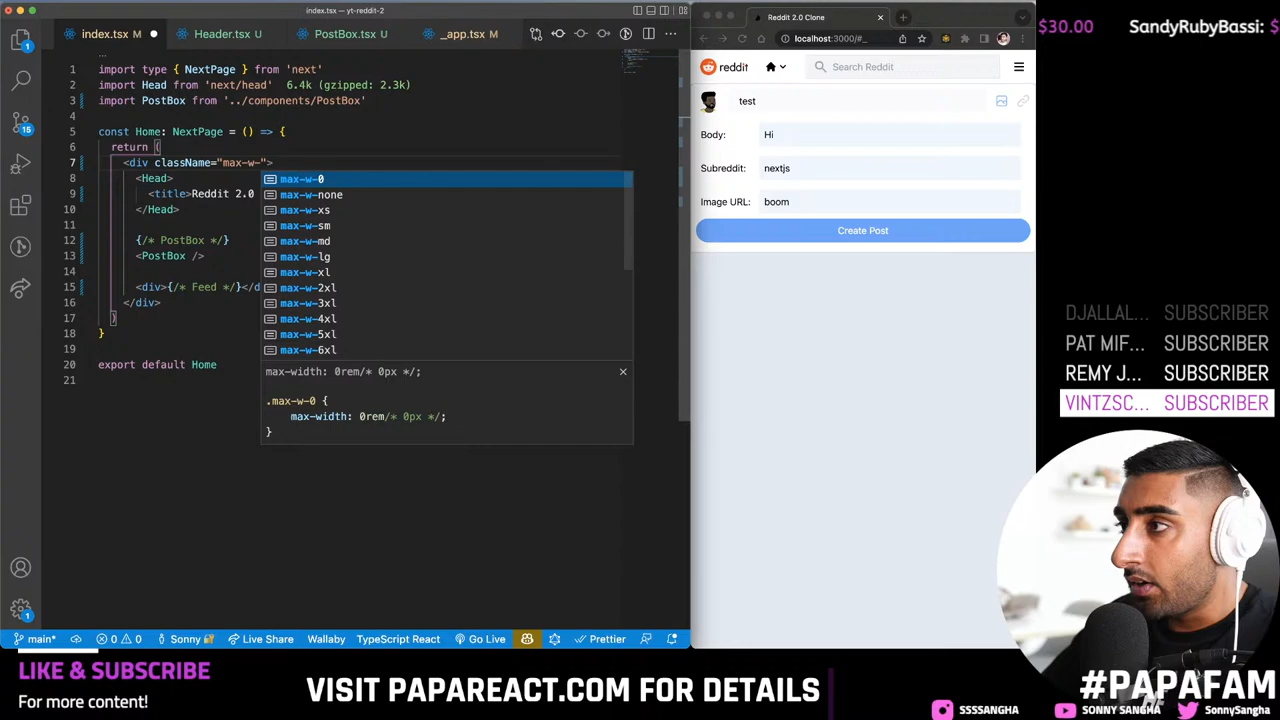 index.tsx — yt-reddit-2
index.tsx M
Header.tsx U
PostBox.tsx U
_app.tsx M
...
1 import type { NextPage } from 'next'
2 import Head from 'next/head' 6.4k (gzipped: 2.3k)
3 import PostBox from '../components/PostBox'
4
5 const Home: NextPage = () => {
6 return (
7 <div className="max-w-">
8 <Head>
9 <title>Reddit 2.0
10 </Head>
11
12 {/* PostBox */}
13 <PostBox />
14
15 <div>{/* Feed */}</d
16 </div>
17 )
18 }
19
20 export default Home
21
max-w-0
max-w-none
max-w-xs
max-w-sm
max-w-md
max-w-lg
max-w-xl
max-w-2xl
max-w-3xl
max-w-4xl
max-w-5xl
max-w-6xl
max-width: 0rem/* 0px */;
.max-w-0 {
max-width: 0rem/* 0px */;
}
1
15
1
main*
0 0
Sonny
Live Share
Wallaby
TypeScript React
Go Live
Prettier
Reddit 2.0 Clone
localhost:3000/#_
reddit
Search Reddit
test
Body: Hi
Subreddit: nextjs
Image URL: boom
Create Post
$30.00 SandyRubyBassi: $
DJALLAL... SUBSCRIBER
PAT MIF... SUBSCRIBER
REMY J... SUBSCRIBER
VINTZSC... SUBSCRIBER
LIKE & SUBSCRIBE
For more content!
VISIT PAPAREACT.COM FOR DETAILS
#PAPAFAM
SSSSANGHA
SONNY SANGHA
SonnySangha